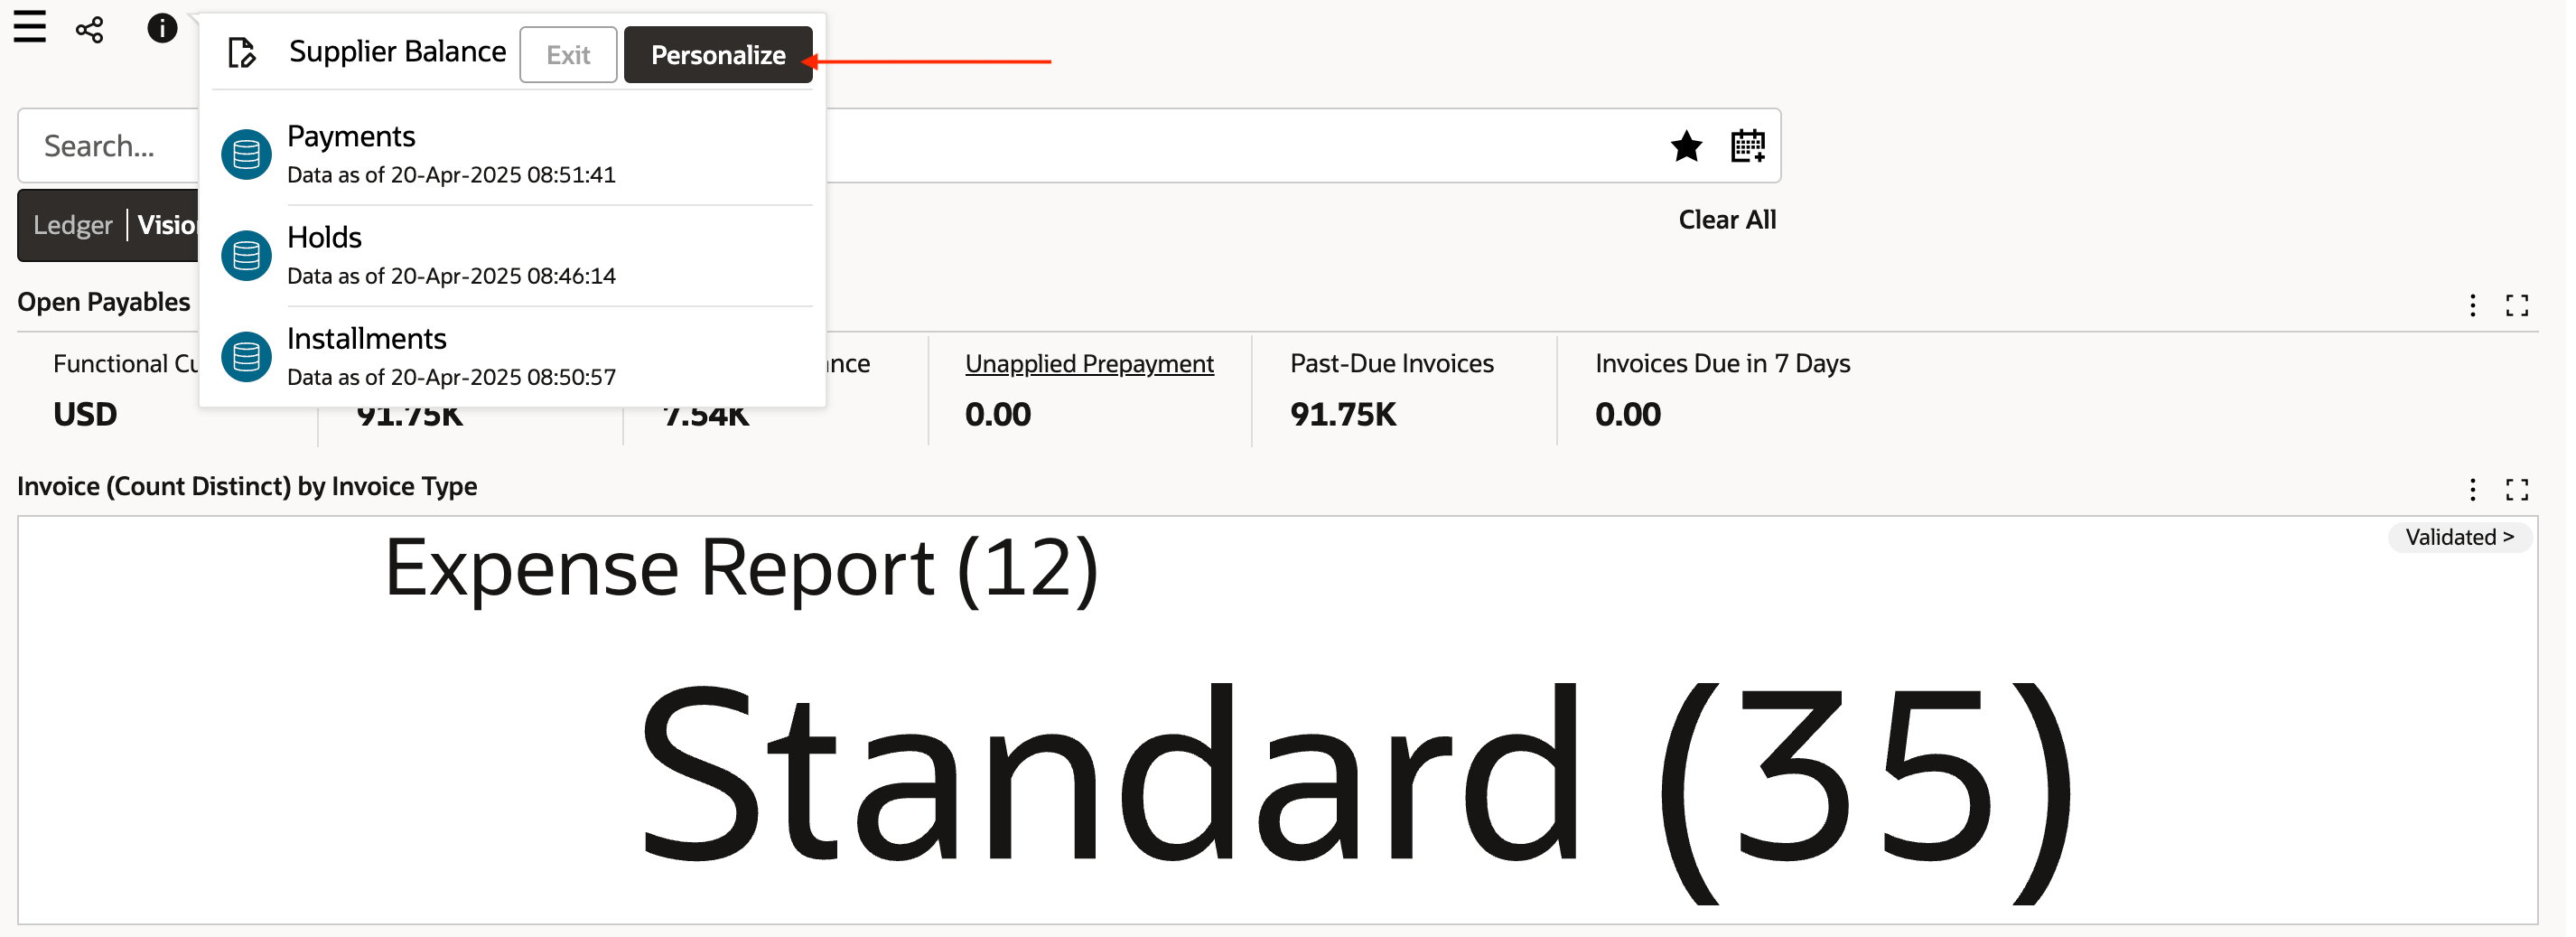 Supplier Balance Exit Personalize
Search...
Payments
Data as of 20-Apr-2025 08:51:41
Ledger
Clear All
Holds
Data as of 20-Apr-2025 08:46:14
Open Payables
Installments
Data as of 20-Apr-2025 08:50:57
Functional
Unapplied Prepayment
Past-Due Invoices
Invoices Due in 7 Days
USD
91.75K
7.54K
0.00
91.75K
0.00
Invoice (Count Distinct) by Invoice Type
Validated >
Expense Report (12)
Standard (35)